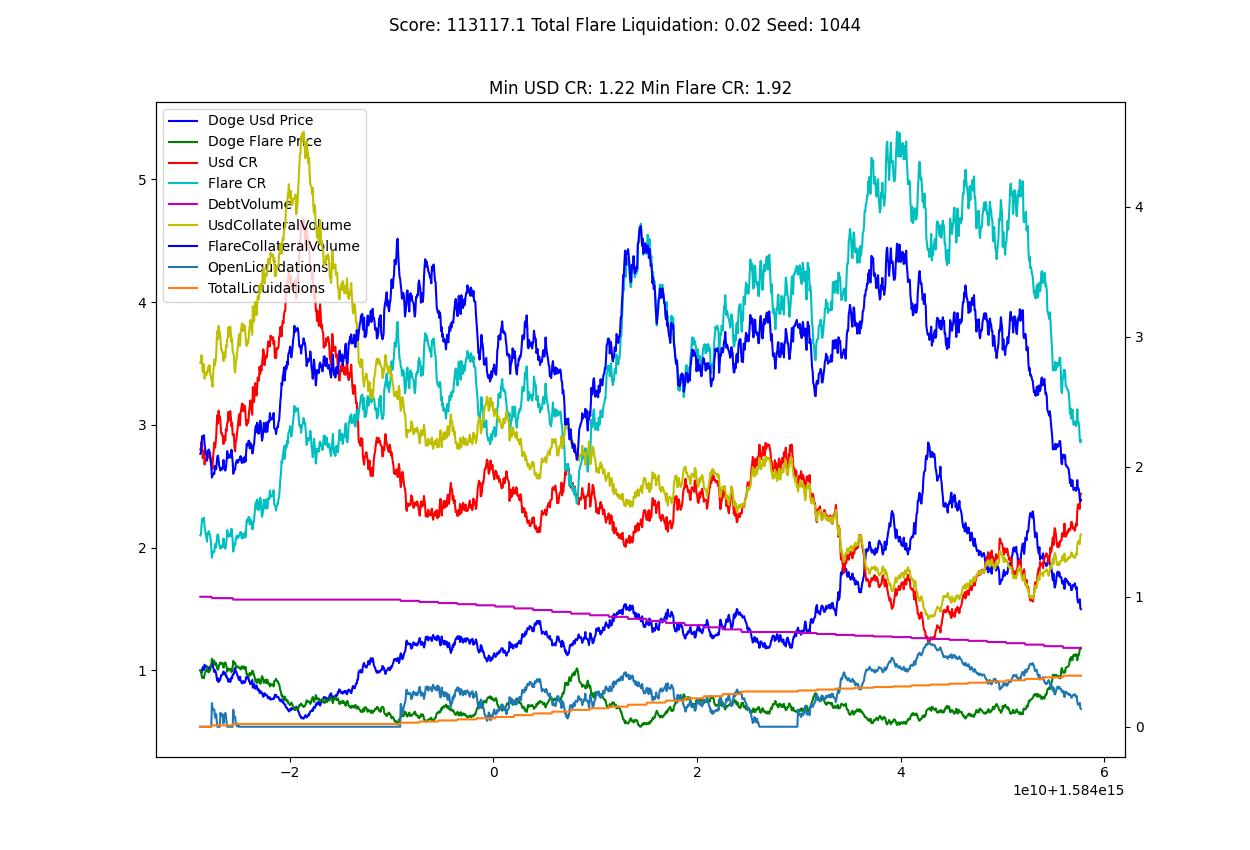 Score: 113117.1 Total Flare Liquidation: 0.02 Seed: 1044
Min USD CR: 1.22 Min Flare CR: 1.92
Doge Usd Price
Doge Flare Price
Usd CR
Flare CR
DebtVolume
UsdCollateralVolume
FlareCollateralVolume
OpenLiquidations
TotalLiquidations
5
4
3
2
1
4
3
2
1
0
−2
0
2
4
6
1e10+1.584e15